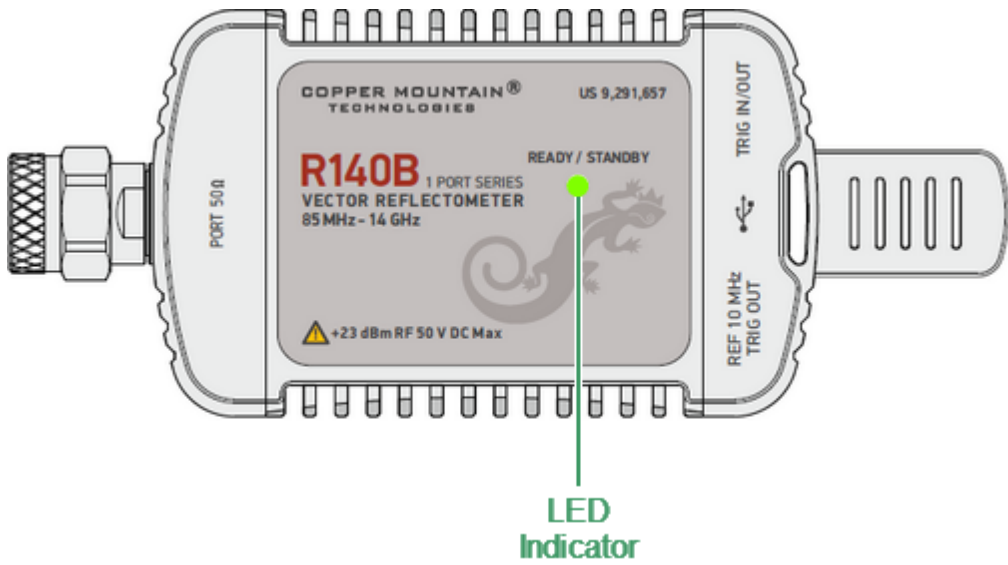 COPPER MOUNTAIN®
TECHNOLOGIES
US 9,291,657
R140B 1 PORT SERIES
READY / STANDBY
VECTOR REFLECTOMETER
85 MHz - 14 GHz
+23 dBm RF 50 V DC Max
PORT 50Ω
TRIG IN/OUT
REF 10 MHz
TRIG OUT
LED
Indicator